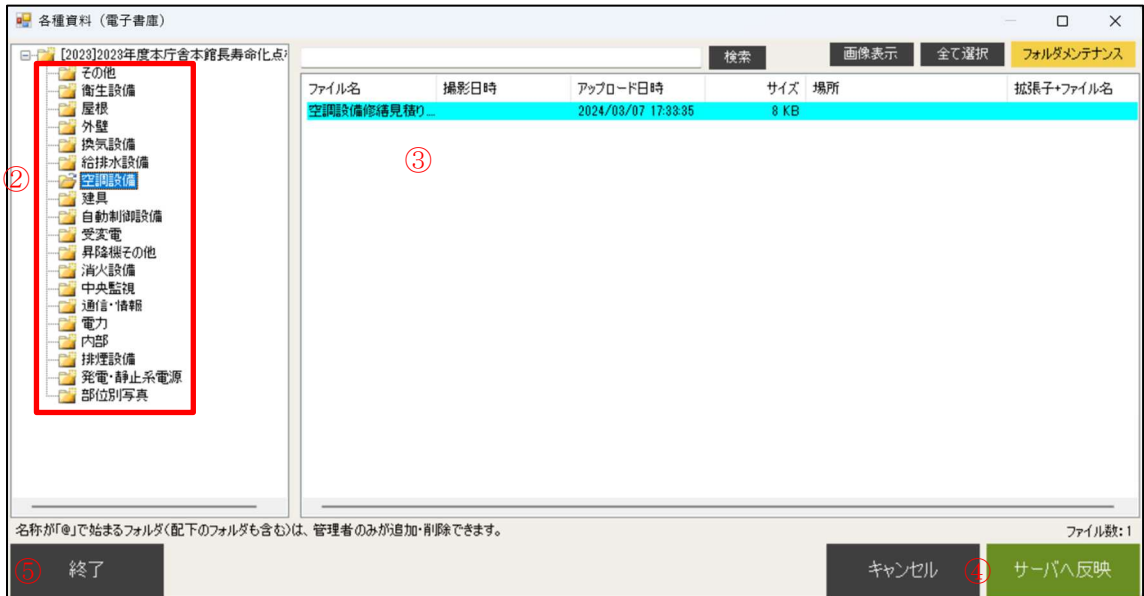 各種資料（電子書庫）
[2023]2023年度本庁舎本館長寿命化点
検索
画像表示
全て選択
フォルダメンテナンス
その他
衛生設備
屋根
外壁
換気設備
給排水設備
②
空調設備
建具
自動制御設備
受変電
昇降機その他
消火設備
中央監視
通信・情報
電力
内部
排煙設備
発電・静止系電源
部位別写真
ファイル名 撮影日時 アップロード日時 サイズ 場所 拡張子+ファイル名
空調設備修繕見積り... 2024/03/07 17:33:35 8 KB
③
名称が「@」で始まるフォルダ（配下のフォルダも含む）は、管理者のみが追加・削除できます。
ファイル数：1
⑤ 終了
キャンセル
④ サーバへ反映